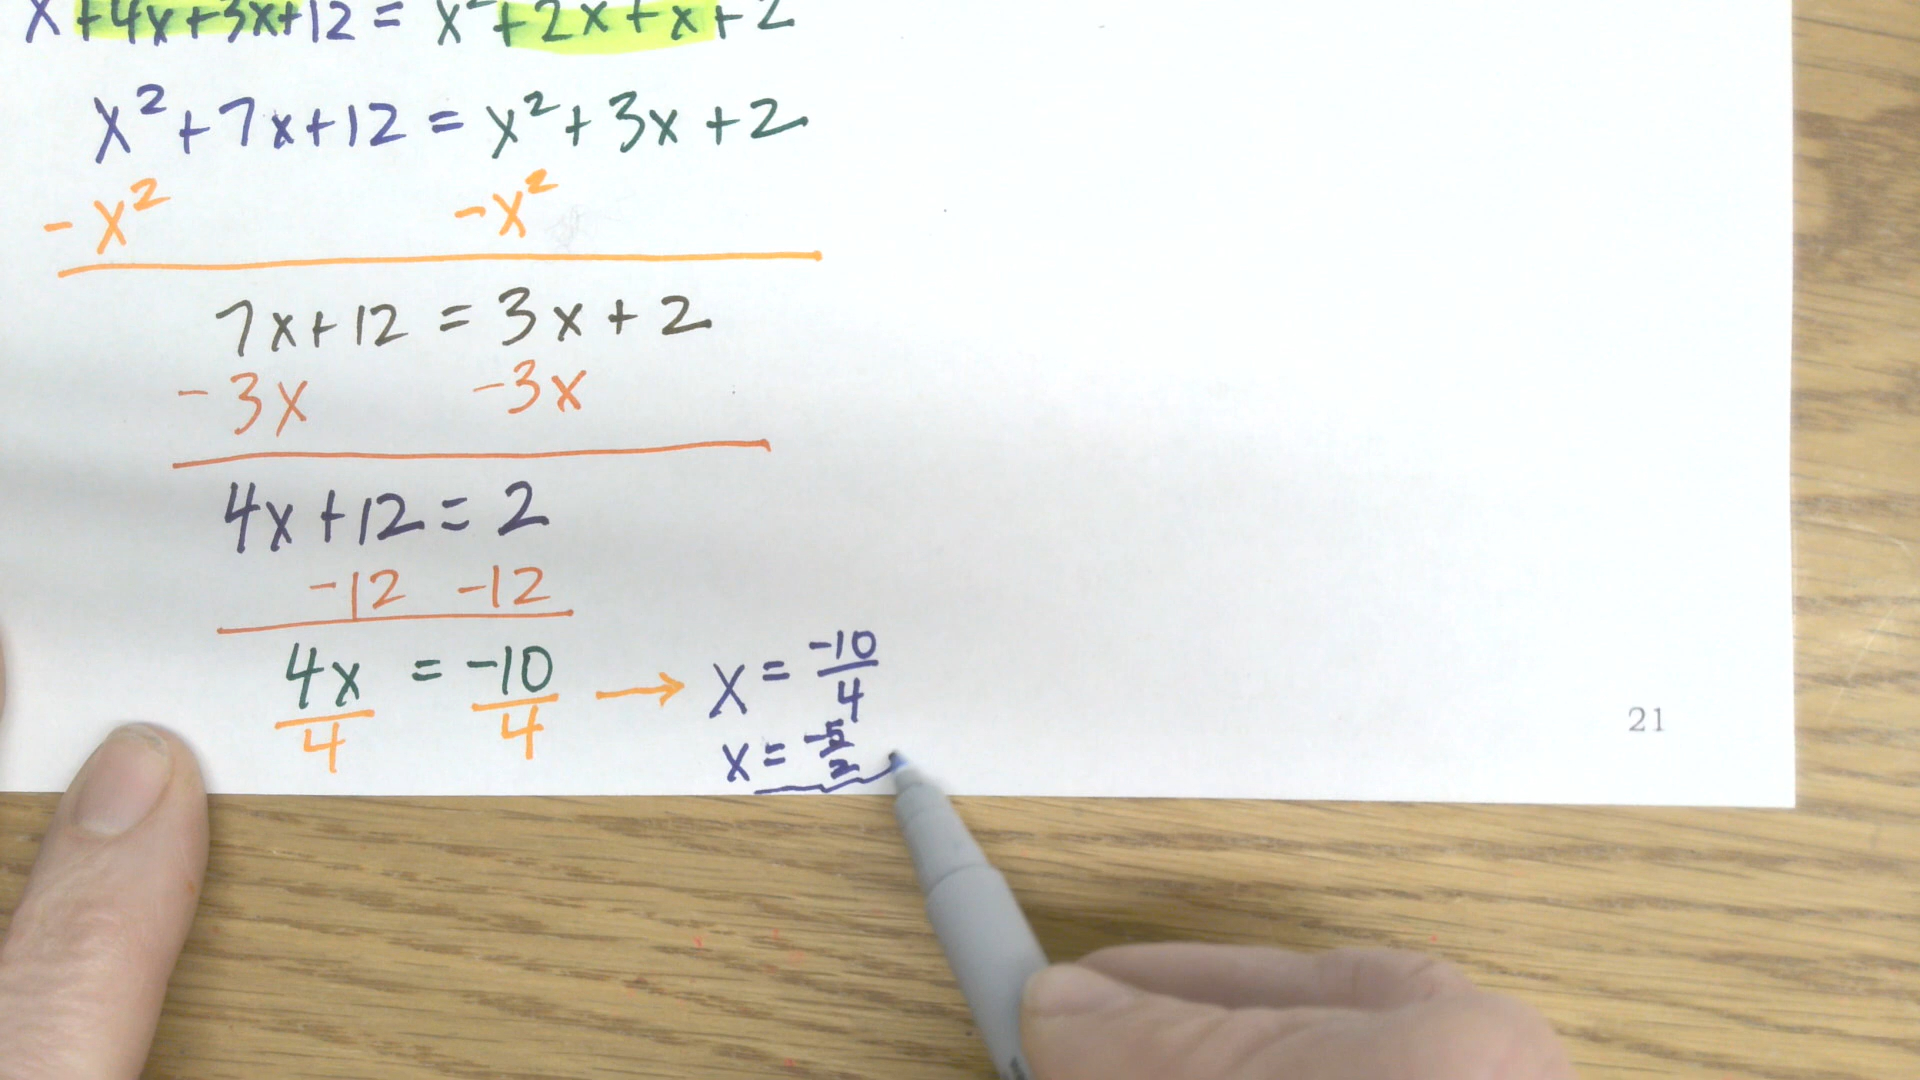 x²+4x+3x+12 = x²+2x+x+2
x²+7x+12 = x²+3x+2
-x² -x²
7x+12 = 3x+2
-3x -3x
4x+12 = 2
-12 -12
4x/4 = -10/4 → x = -10/4
x = -5/2
21